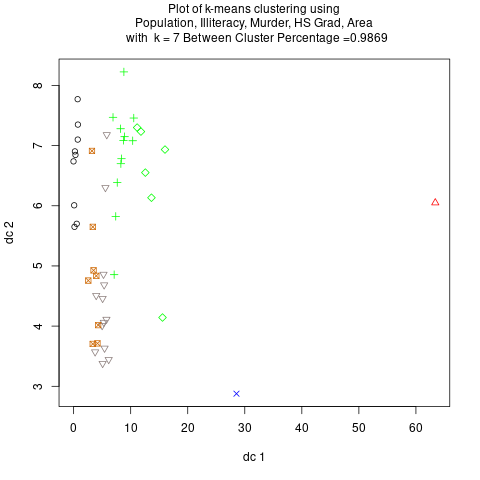 Plot of k-means clustering using
Population, Illiteracy, Murder, HS Grad, Area
with k = 7 Between Cluster Percentage =0.9869
8
7
6
5
4
3
dc 2
0 10 20 30 40 50 60
dc 1